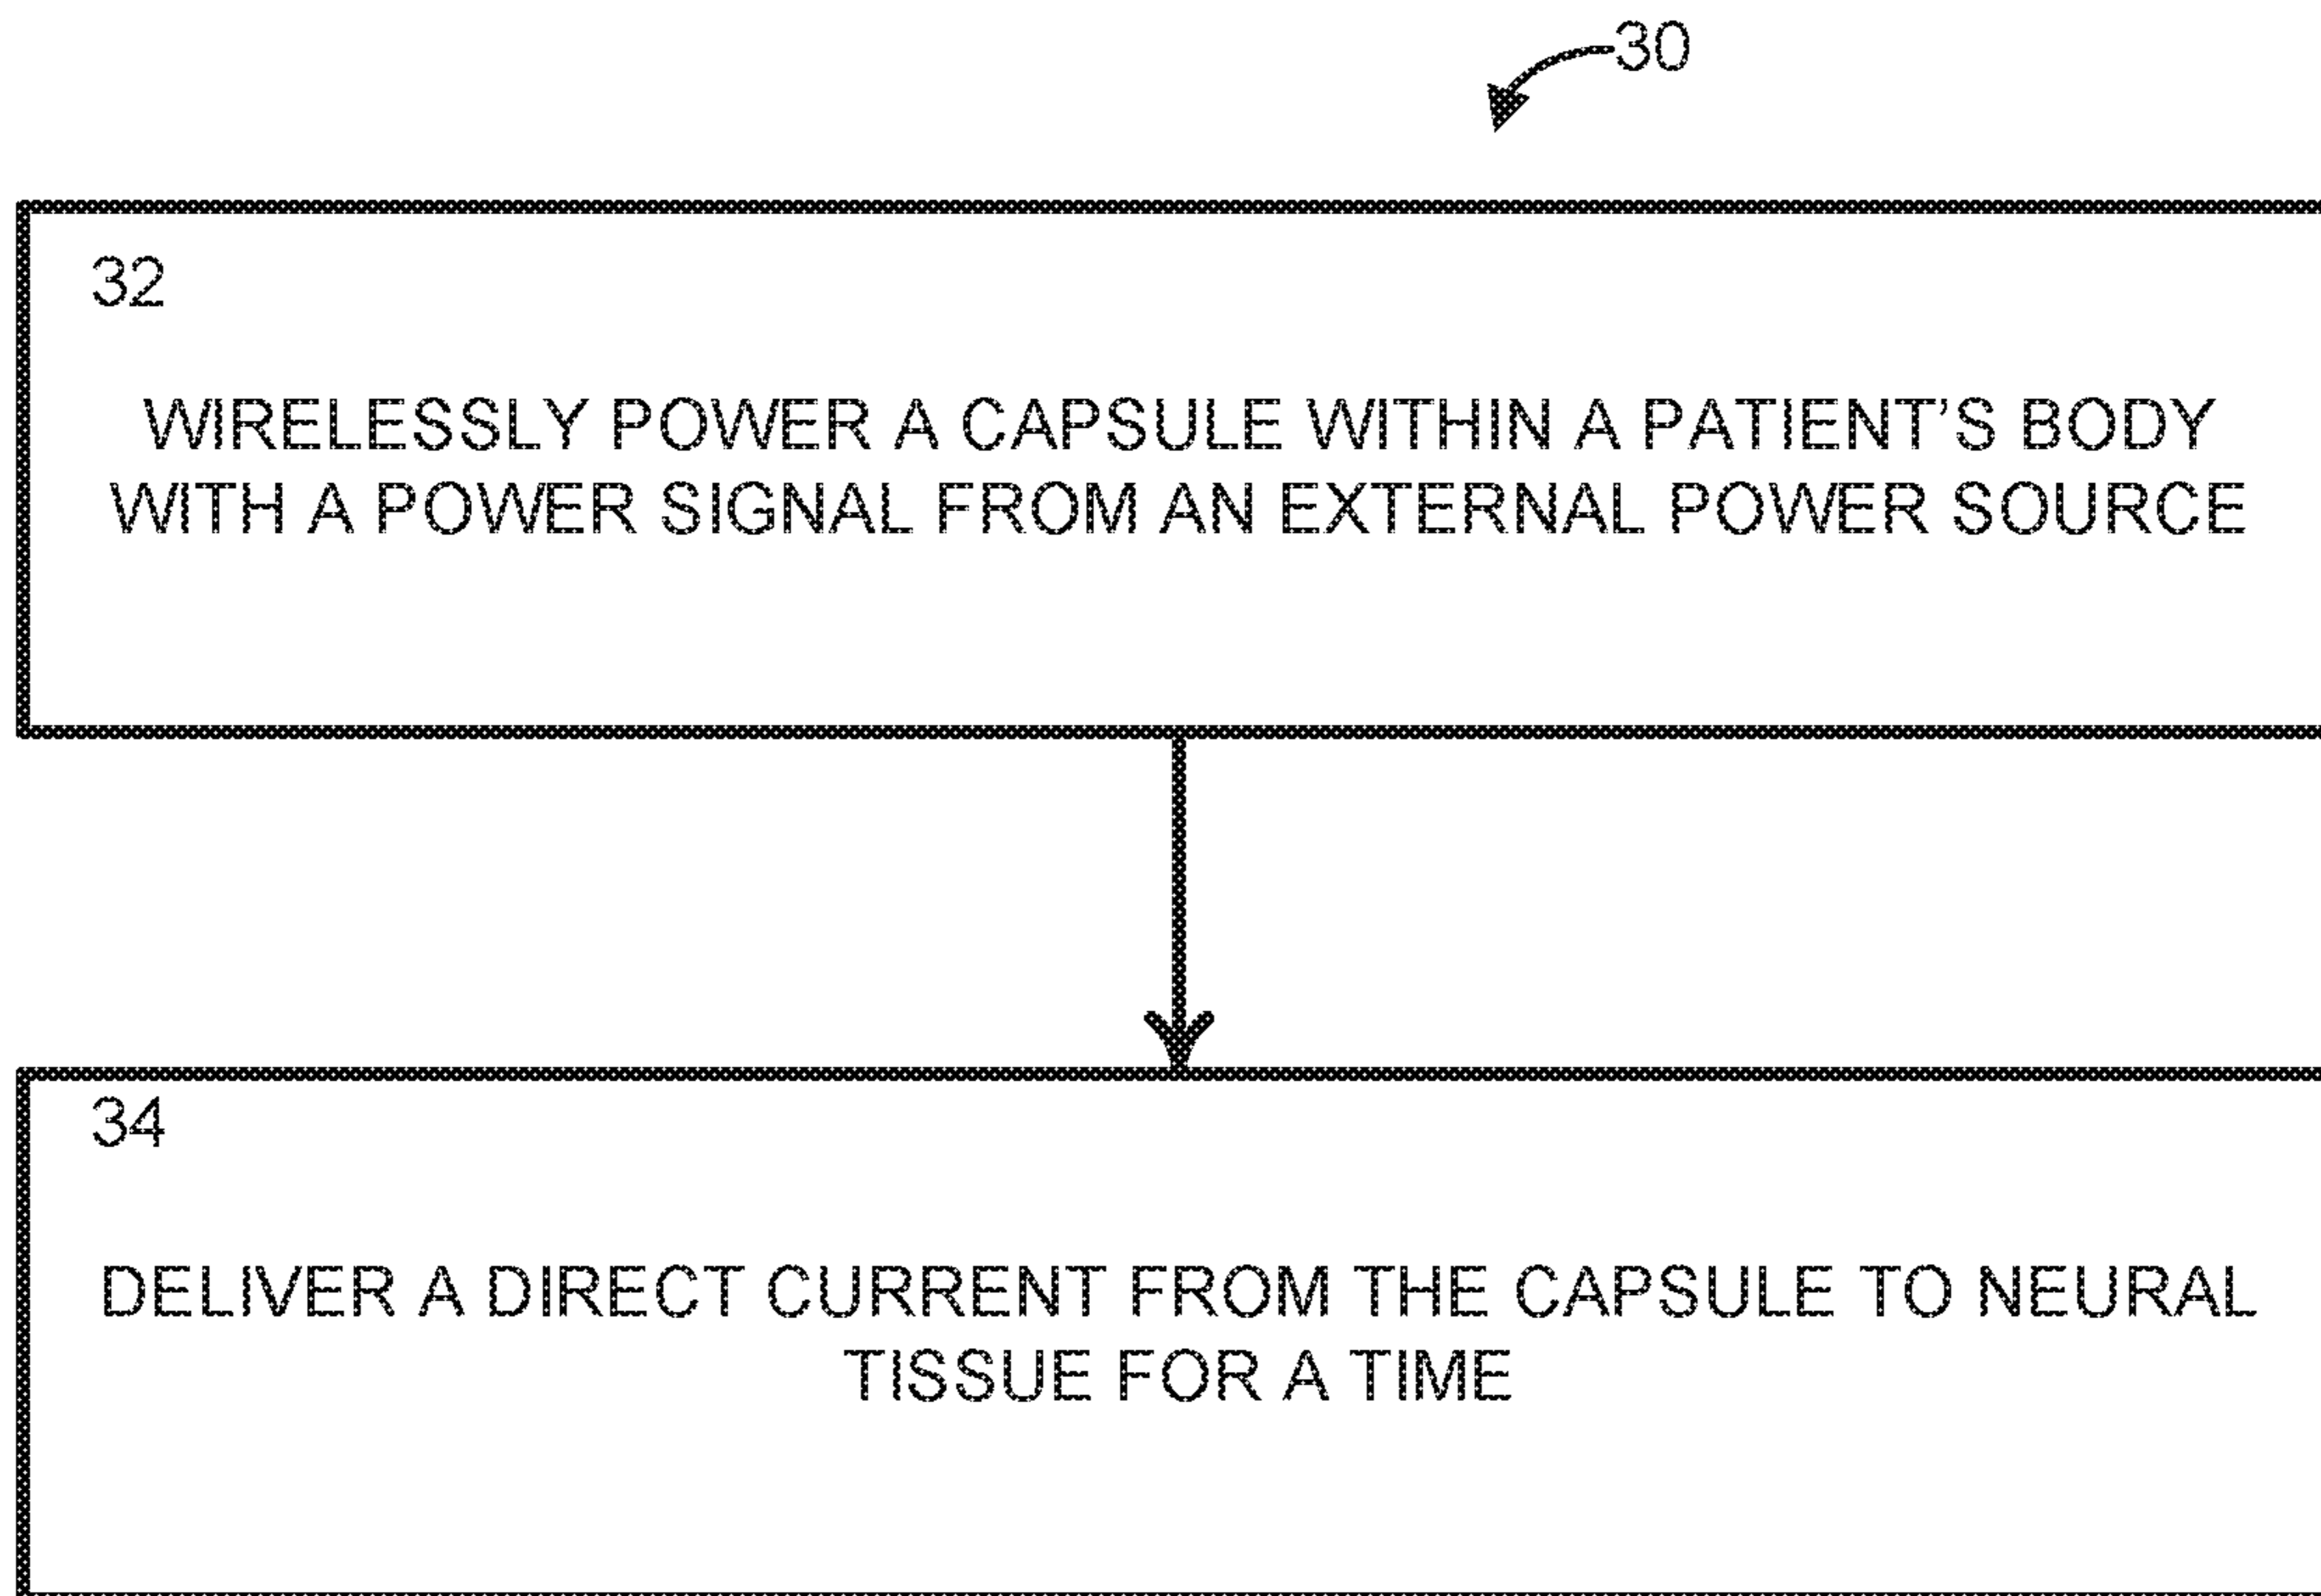 30
32
WIRELESSLY POWER A CAPSULE WITHIN A PATIENT’S BODY
WITH A POWER SIGNAL FROM AN EXTERNAL POWER SOURCE
34
DELIVER A DIRECT CURRENT FROM THE CAPSULE TO NEURAL
TISSUE FOR A TIME